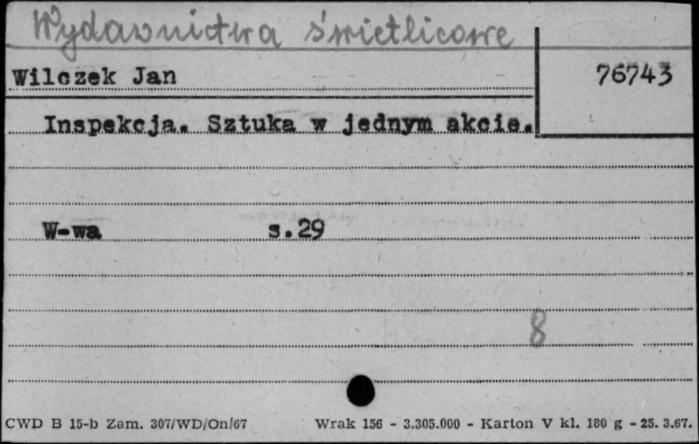 Wydawnictwa świetlicowe
Wilczek Jan
76743
Inspekcja. Sztuka w jednym akcie.
W-wa s.29
8
CWD B 15-b Zam. 307/WD/On/67 Wrak 156 - 3.305.000 - Karton V kl. 180 g - 25. 3.67.